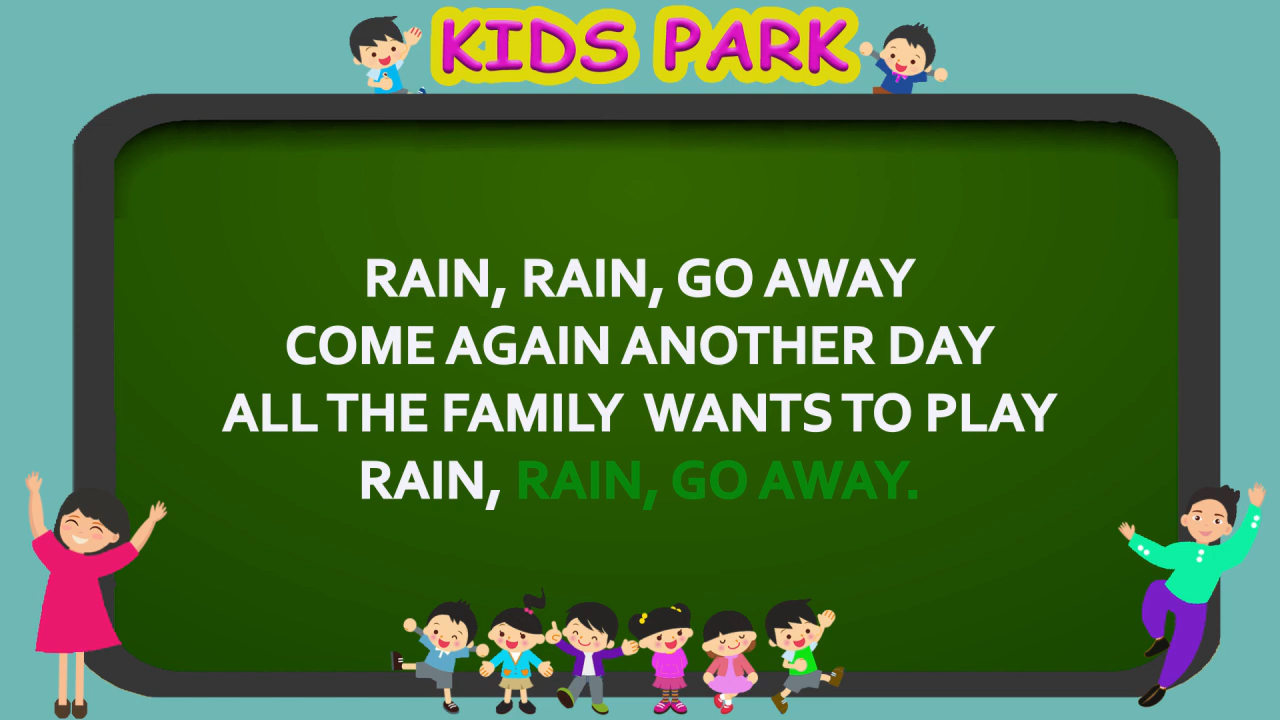 KIDS PARK
RAIN, RAIN, GO AWAY
COME AGAIN ANOTHER DAY
ALL THE FAMILY WANTS TO PLAY
RAIN, RAIN, GO AWAY.